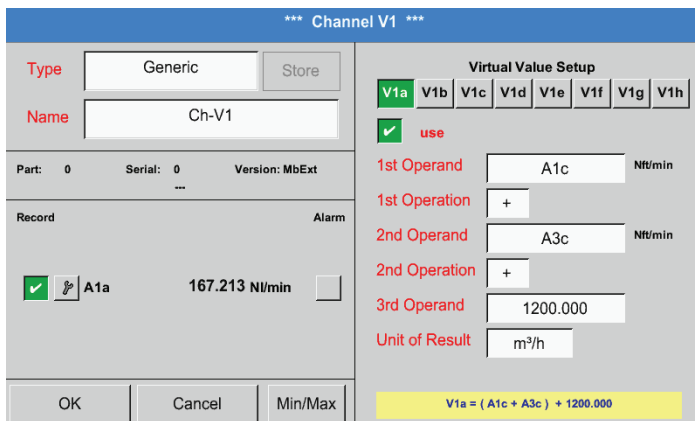 *** Channel V1 ***
Type Generic Store
Name Ch-V1
Part: 0 Serial: 0 Version: MbExt
---
Record Alarm
A1a 167.213 Nl/min
OK Cancel Min/Max
Virtual Value Setup
V1a V1b V1c V1d V1e V1f V1g V1h
use
1st Operand A1c Nft/min
1st Operation +
2nd Operand A3c Nft/min
2nd Operation +
3rd Operand 1200.000
Unit of Result m³/h
V1a = ( A1c + A3c ) + 1200.000